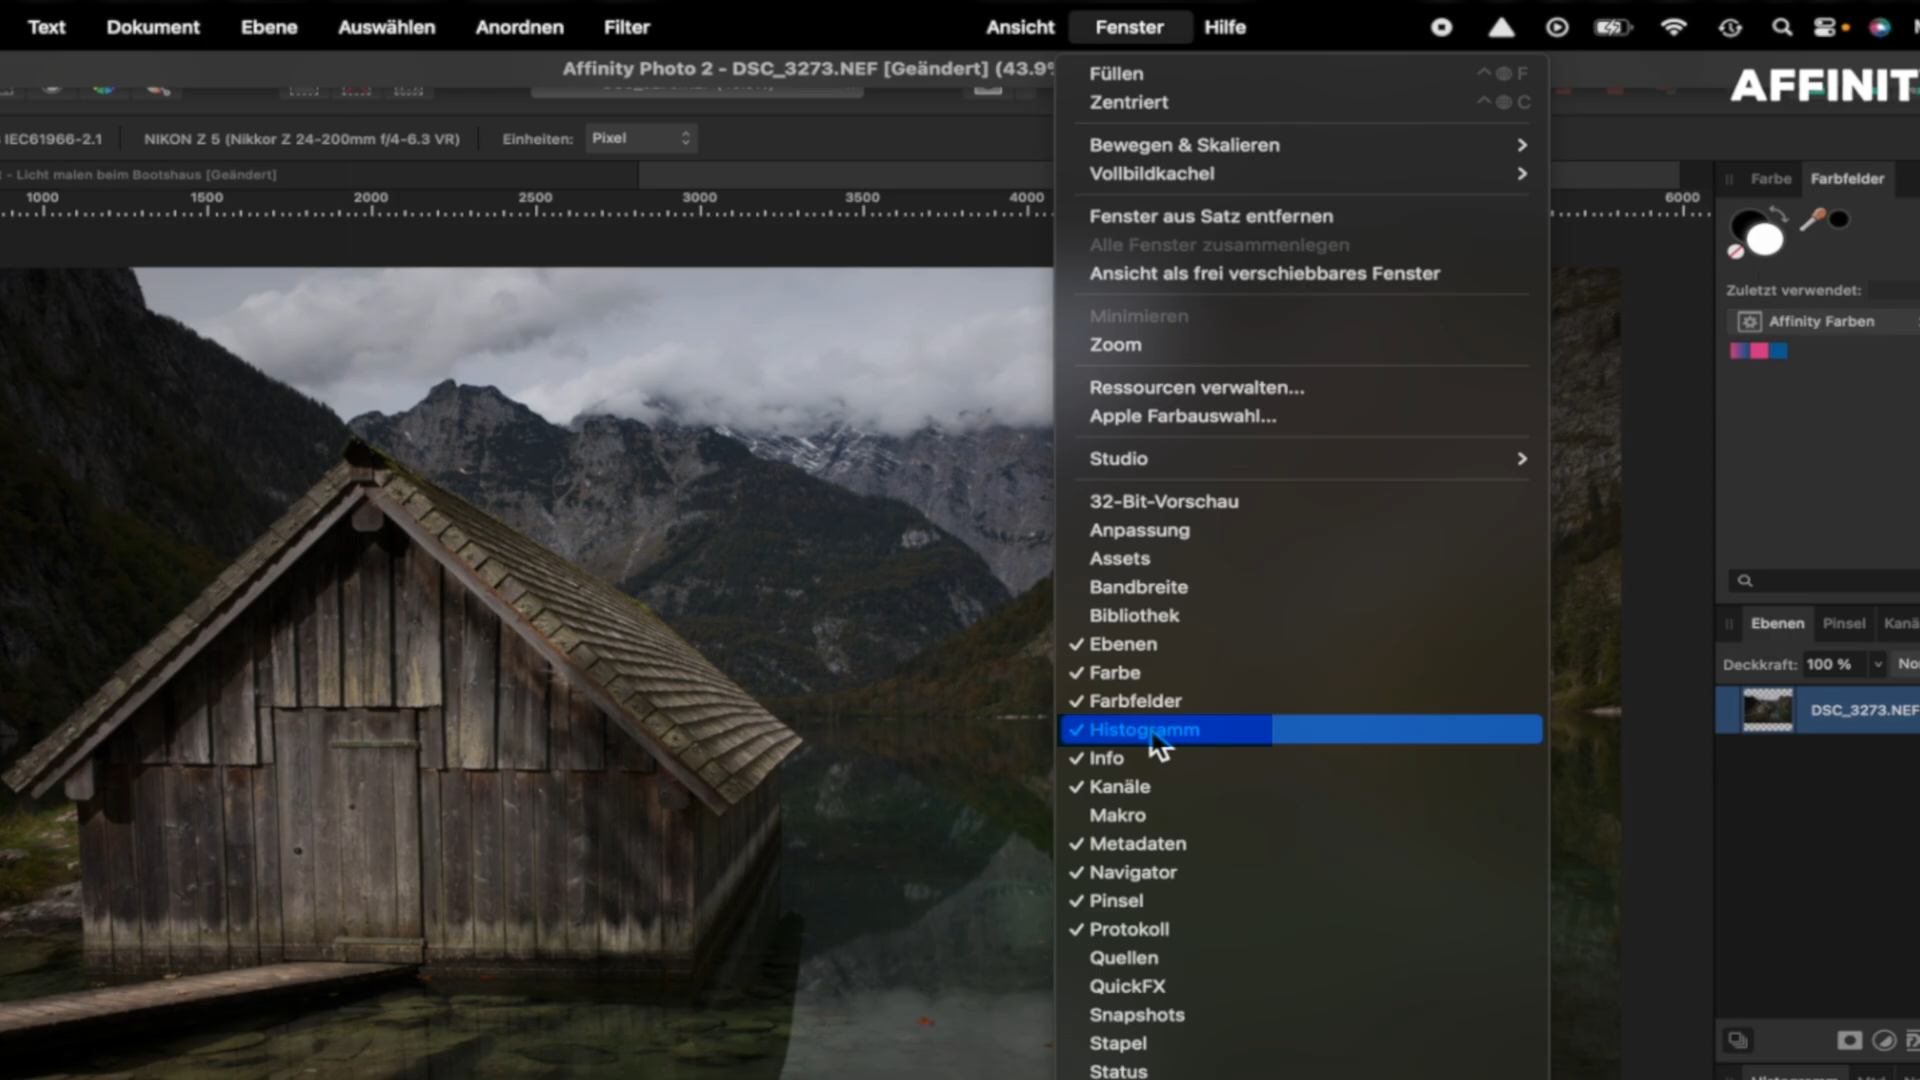 Text Dokument Ebene Auswählen Anordnen Filter Ansicht Fenster Hilfe
Affinity Photo 2 - DSC_3273.NEF [Geändert] (43.9%
AFFINIT
IEC61966-2.1 NIKON Z 5 (Nikkor Z 24-200mm f/4-6.3 VR) Einheiten: Pixel
- Licht malen beim Bootshaus [Geändert]
1000 1500 2000 2500 3000 3500 4000 6000
Füllen ^ F
Zentriert ^ C
Bewegen & Skalieren
Vollbildkachel
Fenster aus Satz entfernen
Alle Fenster zusammenlegen
Ansicht als frei verschiebbares Fenster
Minimieren
Zoom
Ressourcen verwalten...
Apple Farbauswahl...
Studio
32-Bit-Vorschau
Anpassung
Assets
Bandbreite
Bibliothek
✓ Ebenen
✓ Farbe
✓ Farbfelder
✓ Histogramm
✓ Info
✓ Kanäle
Makro
✓ Metadaten
✓ Navigator
✓ Pinsel
✓ Protokoll
Quellen
QuickFX
Snapshots
Stapel
Status
Farbe Farbfelder
Zuletzt verwendet:
Affinity Farben
Ebenen Pinsel Kanä
Deckkraft: 100 % No
DSC_3273.NEF